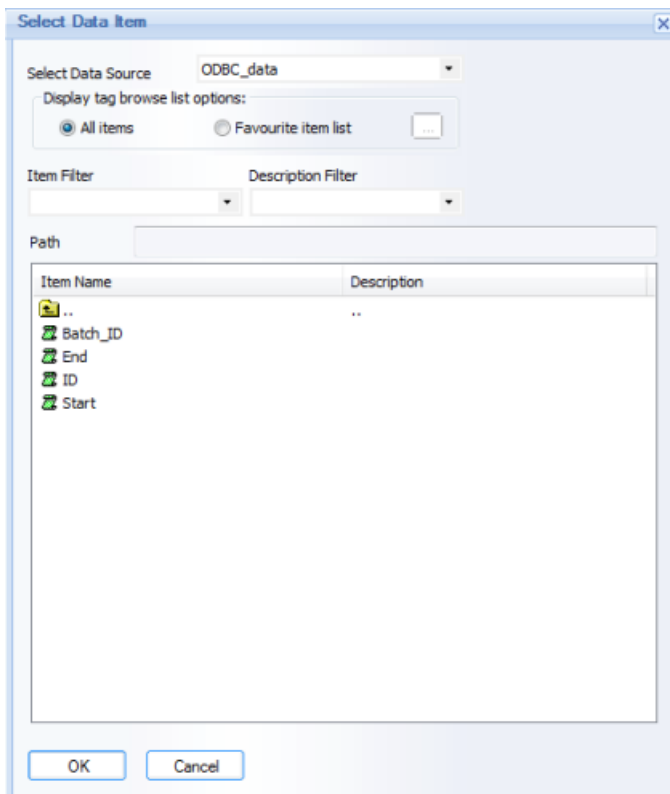 Select Data Item
Select Data Source ODBC_data
Display tag browse list options:
All items Favourite item list ...
Item Filter Description Filter
Path
Item Name Description
.. ..
Batch_ID
End
ID
Start
OK Cancel